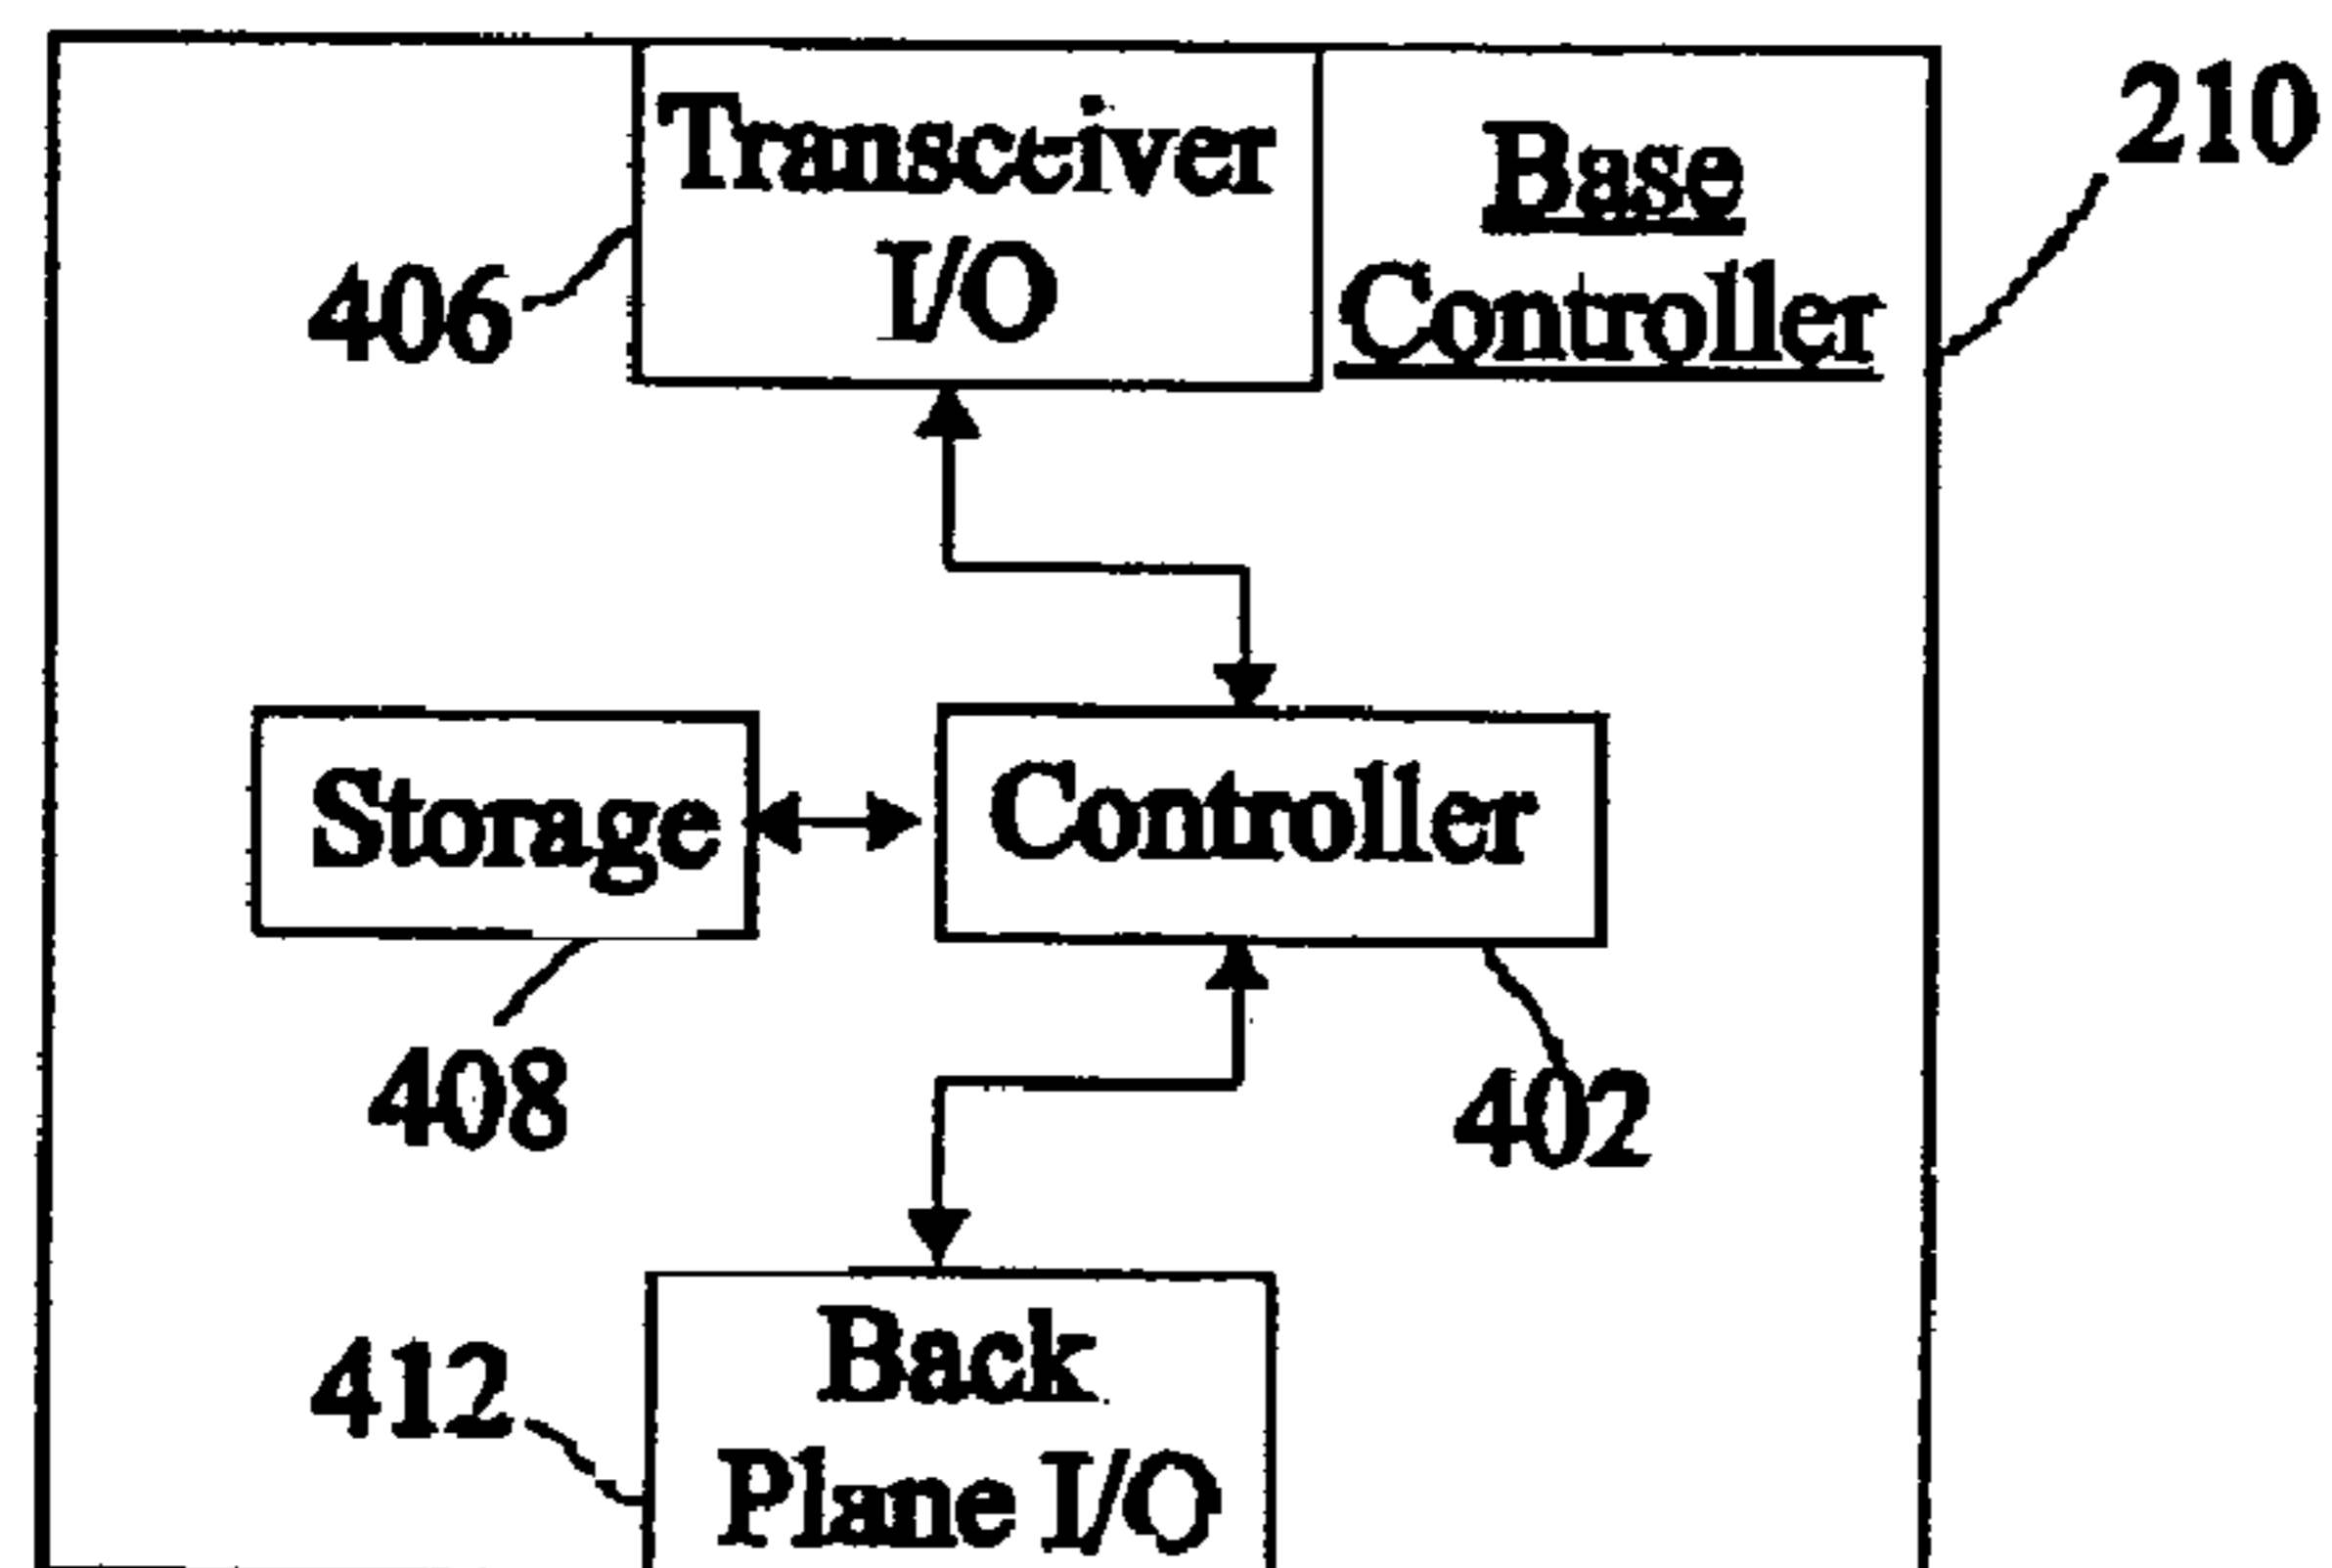 Transceiver
I/O
Base
Controller
210
406
Storage
Controller
408
402
412
Back
Plane I/O